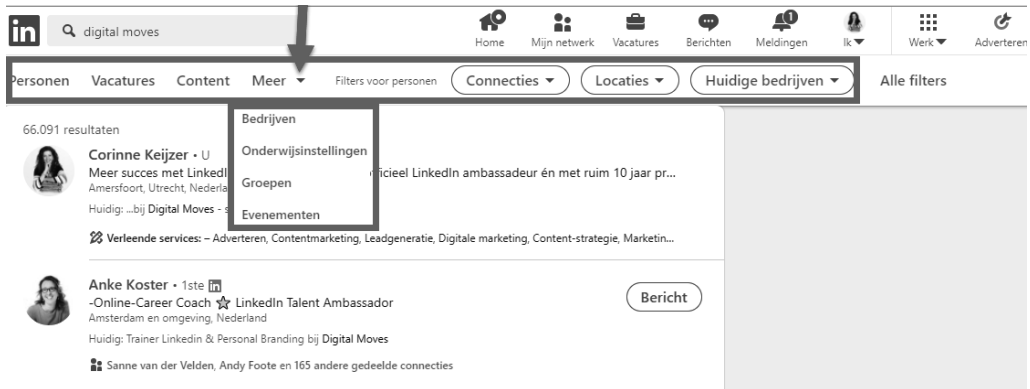 in
digital moves
Home
Mijn netwerk
Vacatures
Berichten
1
Meldingen
Ik
Werk
Adverteren
Personen Vacatures Content Meer Filters voor personen Connecties Locaties Huidige bedrijven Alle filters
Bedrijven
Onderwijsinstellingen
Groepen
Evenementen
66.091 resultaten
Corinne Keijzer • U
Meer succes met LinkedI icieel LinkedIn ambassadeur én met ruim 10 jaar pr...
Amersfoort, Utrecht, Nederla
Huidig: ...bij Digital Moves - s
Verleende services: – Adverteren, Contentmarketing, Leadgeneratie, Digitale marketing, Content-strategie, Marketin...
Anke Koster • 1ste in
-Online-Career Coach ☆ LinkedIn Talent Ambassador
Amsterdam en omgeving, Nederland
Huidig: Trainer Linkedin & Personal Branding bij Digital Moves
Sanne van der Velden, Andy Foote en 165 andere gedeelde connecties
Bericht